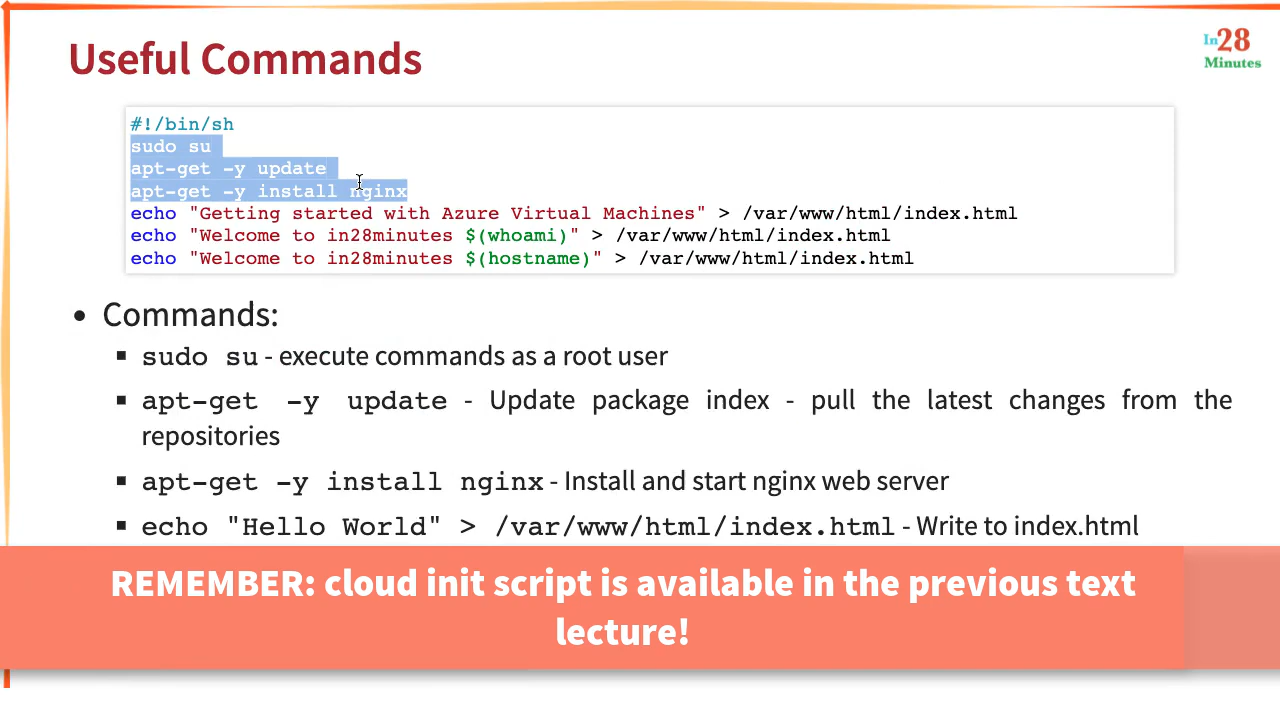 Useful Commands
In28
Minutes
#!/bin/sh
sudo su
apt-get -y update
apt-get -y install nginx
echo "Getting started with Azure Virtual Machines" > /var/www/html/index.html
echo "Welcome to in28minutes $(whoami)" > /var/www/html/index.html
echo "Welcome to in28minutes $(hostname)" > /var/www/html/index.html
• Commands:
▪ sudo su - execute commands as a root user
▪ apt-get -y update - Update package index - pull the latest changes from the
repositories
▪ apt-get -y install nginx - Install and start nginx web server
▪ echo "Hello World" > /var/www/html/index.html - Write to index.html
REMEMBER: cloud init script is available in the previous text
lecture!